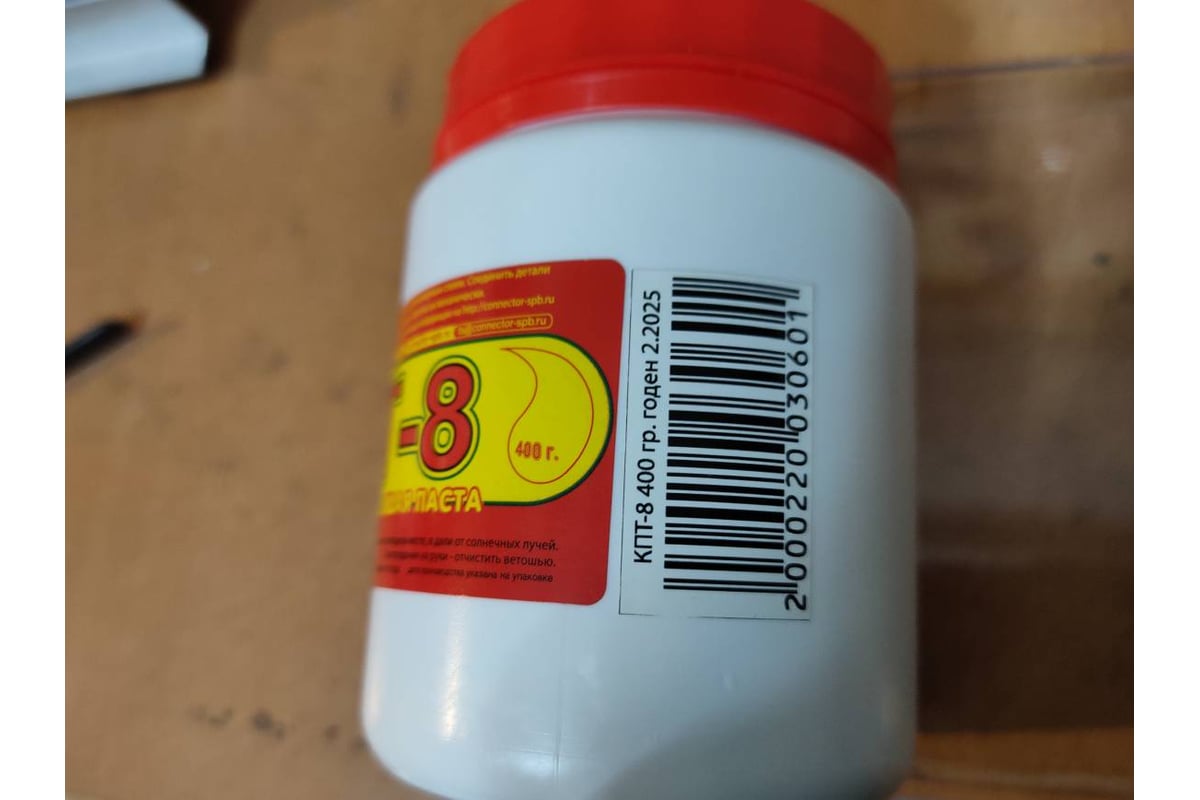 Соединить детали
на http://connector-spb.ru
connector-spb.ru
-8
400 г.
ПАСТА
дали от солнечных лучей.
руки - отчистить ветошью.
указана на упаковке
КПТ-8 400 гр. годен 2.2025
2000220030601